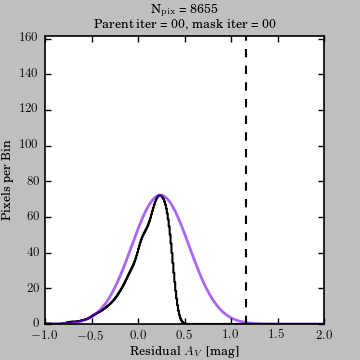 N_pix = 8655
Parent iter = 00, mask iter = 00
160
140
120
100
80
60
40
20
0
Pixels per Bin
−1.0 −0.5 0.0 0.5 1.0 1.5 2.0
Residual A_V [mag]